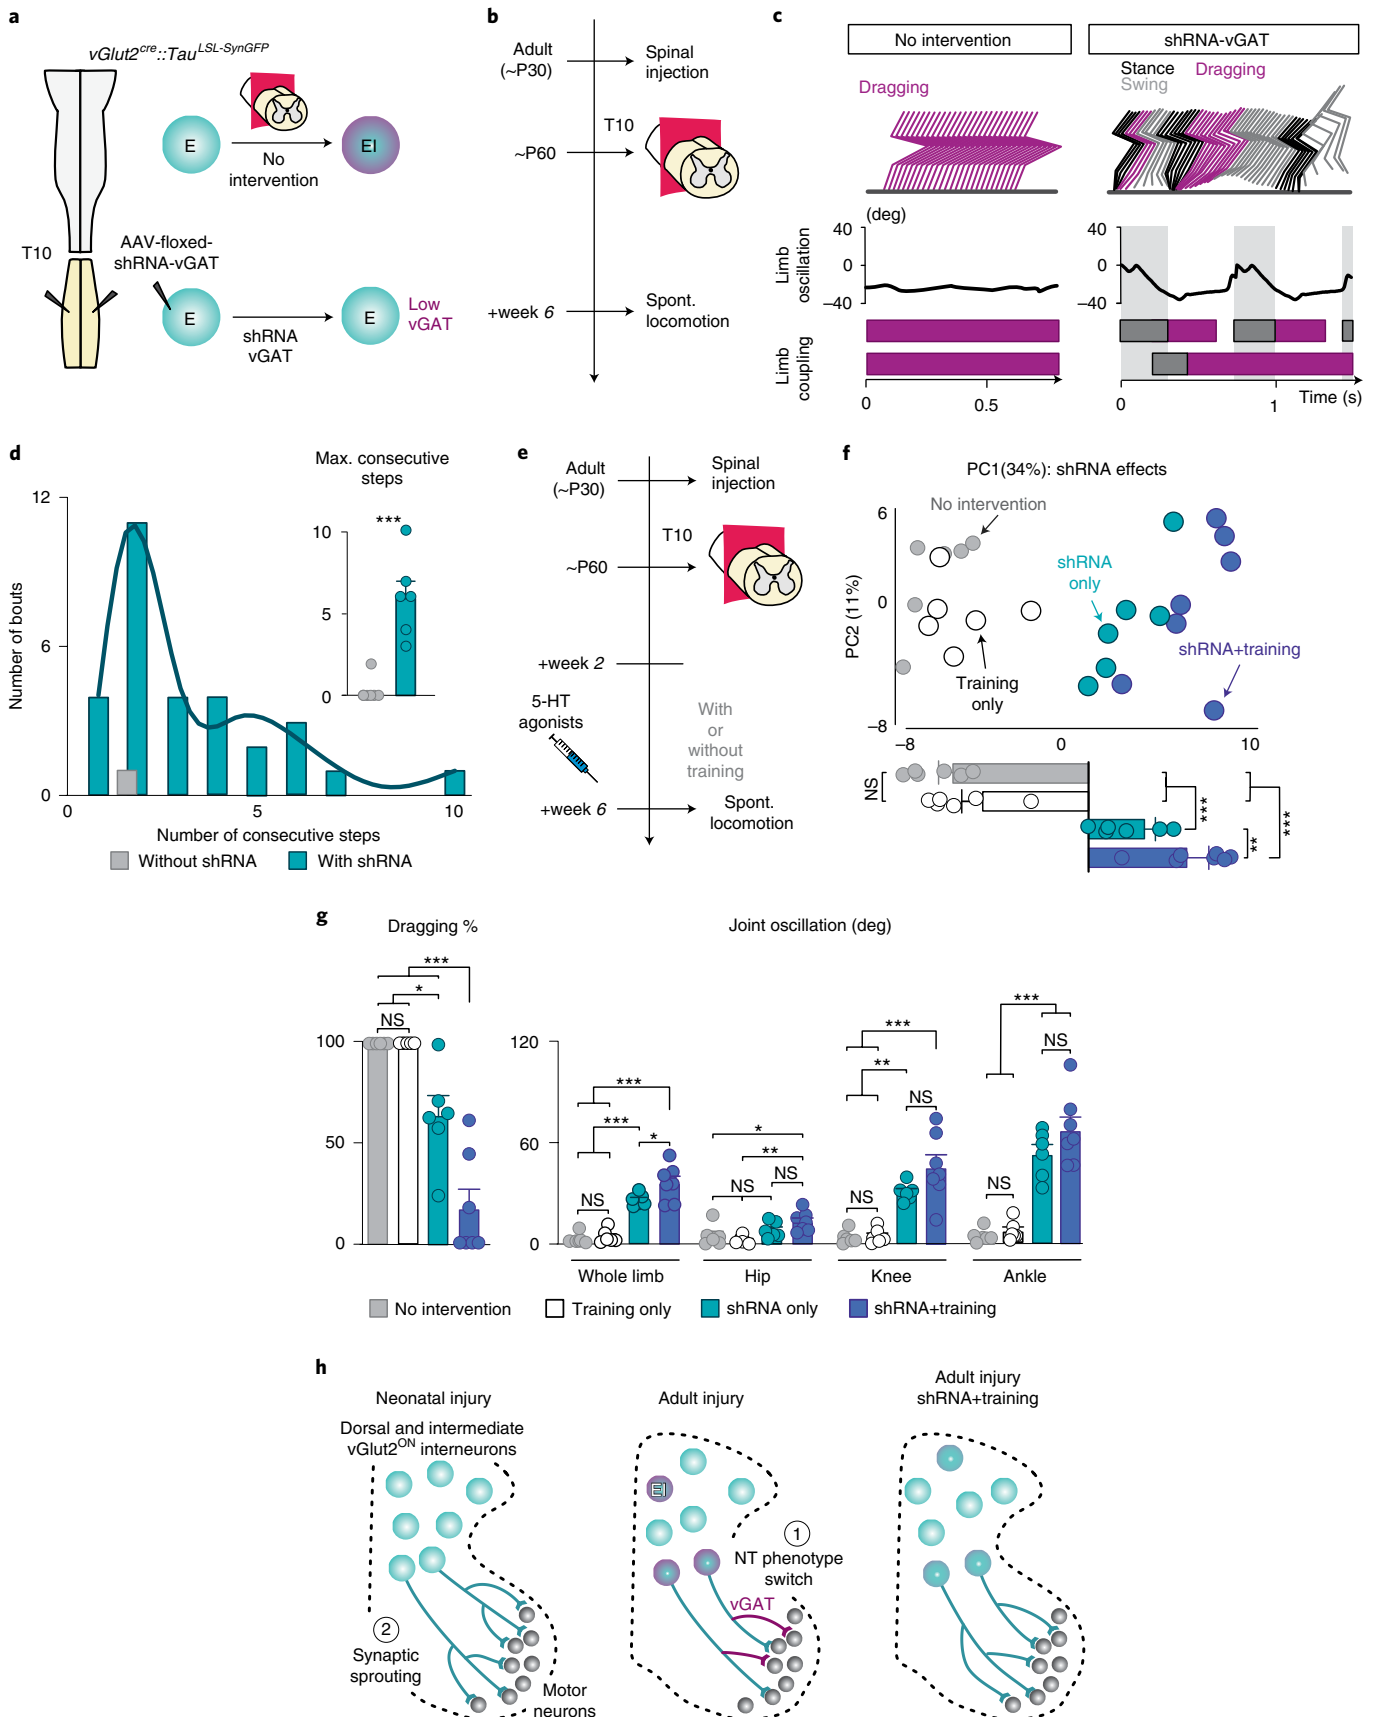 a
vGlut2cre::TauLSL-SynGFP
E
No
intervention
EI
T10
AAV-floxed-
shRNA-vGAT
E
shRNA
vGAT
E
Low
vGAT
b
Adult
(~P30)
Spinal
injection
T10
~P60
+week 6
Spont.
locomotion
c
No intervention
shRNA-vGAT
Dragging
Stance
Swing
Dragging
(deg)
Limb
oscillation
40
0
–40
40
0
–40
Limb
coupling
0
0.5
0
1
Time (s)
d
Max. consecutive
steps
***
10
5
0
Number of bouts
12
6
0
0
5
10
Number of consecutive steps
Without shRNA
With shRNA
e
Adult
(~P30)
Spinal
injection
T10
~P60
+week 2
5-HT
agonists
With
or
without
training
+week 6
Spont.
locomotion
f
PC1(34%): shRNA effects
No intervention
shRNA
only
shRNA+training
Training
only
PC2 (11%)
6
0
–8
–8
0
10
NS
***
**
***
g
Dragging %
Joint oscillation (deg)
***
*
NS
100
50
0
120
60
0
***
***
*
NS
*
**
NS
NS
***
**
NS
NS
***
NS
NS
Whole limb
Hip
Knee
Ankle
No intervention
Training only
shRNA only
shRNA+training
h
Neonatal injury
Dorsal and intermediate
vGlut2ON interneurons
2
Synaptic
sprouting
Motor
neurons
Adult injury
EI
1
NT phenotype
switch
vGAT
Adult injury
shRNA+training